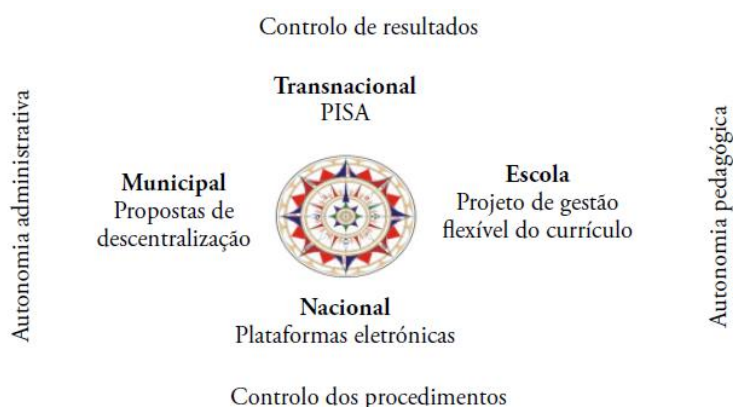 Controlo de resultados
Transnacional
PISA
Autonomia administrativa
Municipal
Propostas de
descentralização
Escola
Projeto de gestão
flexível do currículo
Autonomia pedagógica
Nacional
Plataformas eletrónicas
Controlo dos procedimentos